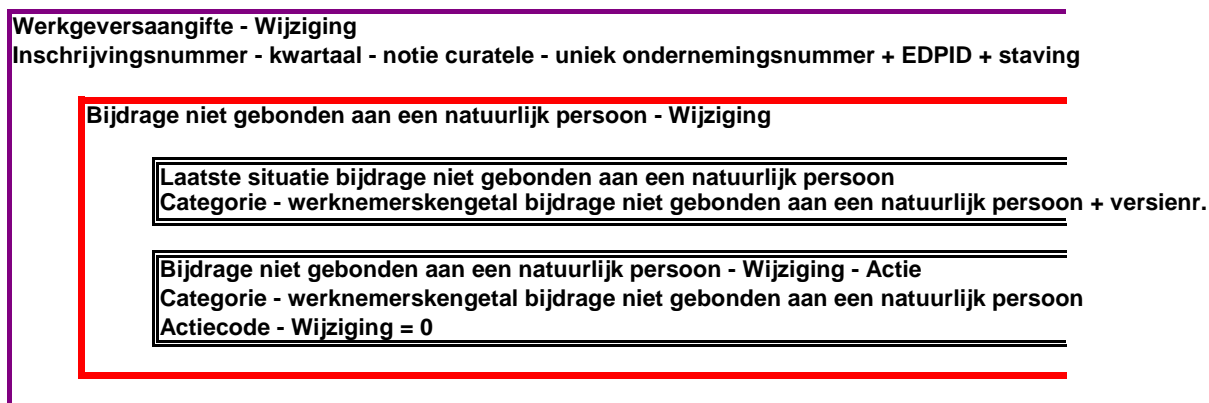 Werkgeversaangifte - Wijziging
Inschrijvingsnummer - kwartaal - notie curatele - uniek ondernemingsnummer + EDPID + staving
Bijdrage niet gebonden aan een natuurlijk persoon - Wijziging
Laatste situatie bijdrage niet gebonden aan een natuurlijk persoon
Categorie - werknemerskengetal bijdrage niet gebonden aan een natuurlijk persoon + versienr.
Bijdrage niet gebonden aan een natuurlijk persoon - Wijziging - Actie
Categorie - werknemerskengetal bijdrage niet gebonden aan een natuurlijk persoon
Actiecode - Wijziging = 0